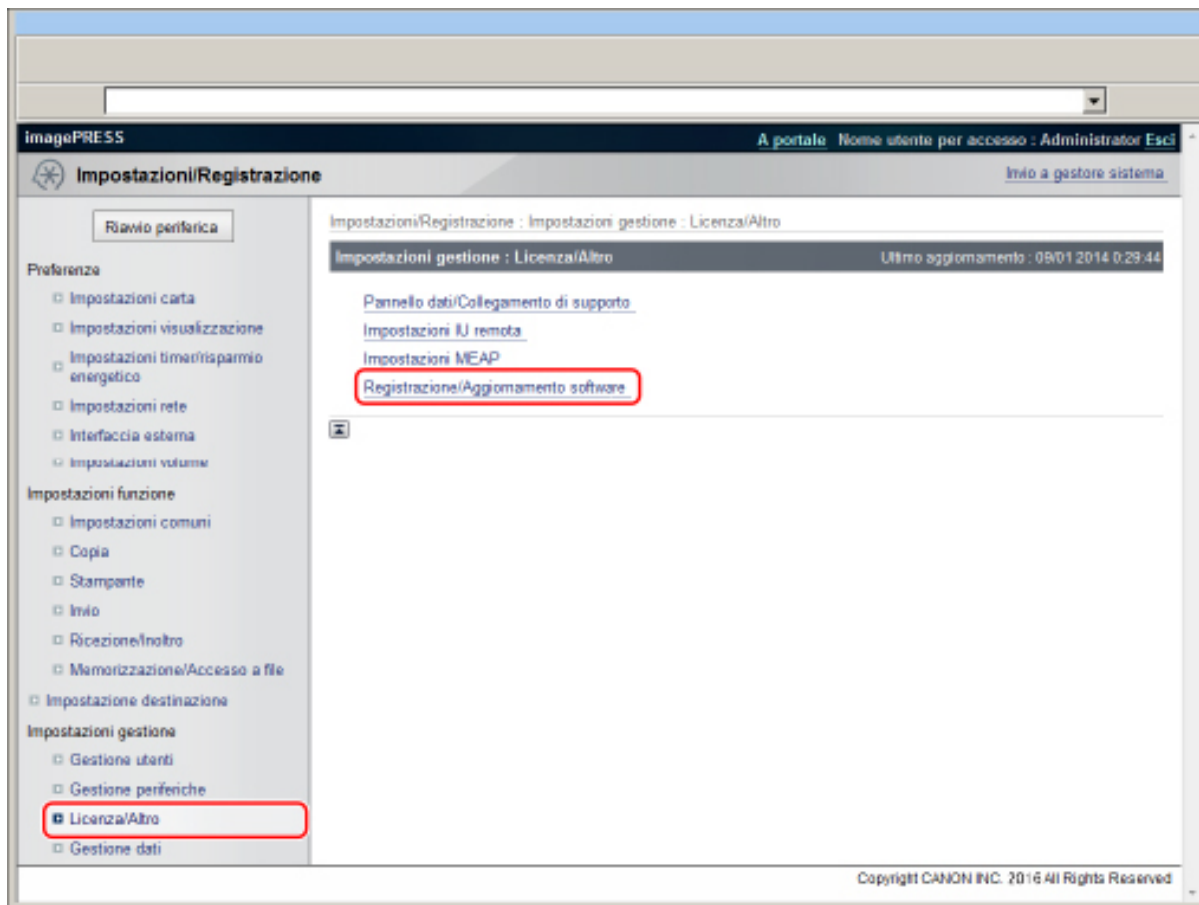 imagePRESS
A portale Nome utente per accesso : Administrator Esci
Impostazioni/Registrazione
Invio a gestore sistema
Riavvio periferica
Preferenze
Impostazioni carta
Impostazioni visualizzazione
Impostazioni timer/risparmio
energetico
Impostazioni rete
Interfaccia esterna
Impostazioni volume
Impostazioni funzione
Impostazioni comuni
Copia
Stampante
Invio
Ricezione/Inoltro
Memorizzazione/Accesso a file
Impostazione destinazione
Impostazioni gestione
Gestione utenti
Gestione periferiche
Licenza/Altro
Gestione dati
Impostazioni/Registrazione : Impostazioni gestione : Licenza/Altro
Impostazioni gestione : Licenza/Altro
Ultimo aggiornamento : 09/01 2014 0:29:44
Pannello dati/Collegamento di supporto
Impostazioni IU remota
Impostazioni MEAP
Registrazione/Aggiornamento software
Copyright CANON INC. 2016 All Rights Reserved